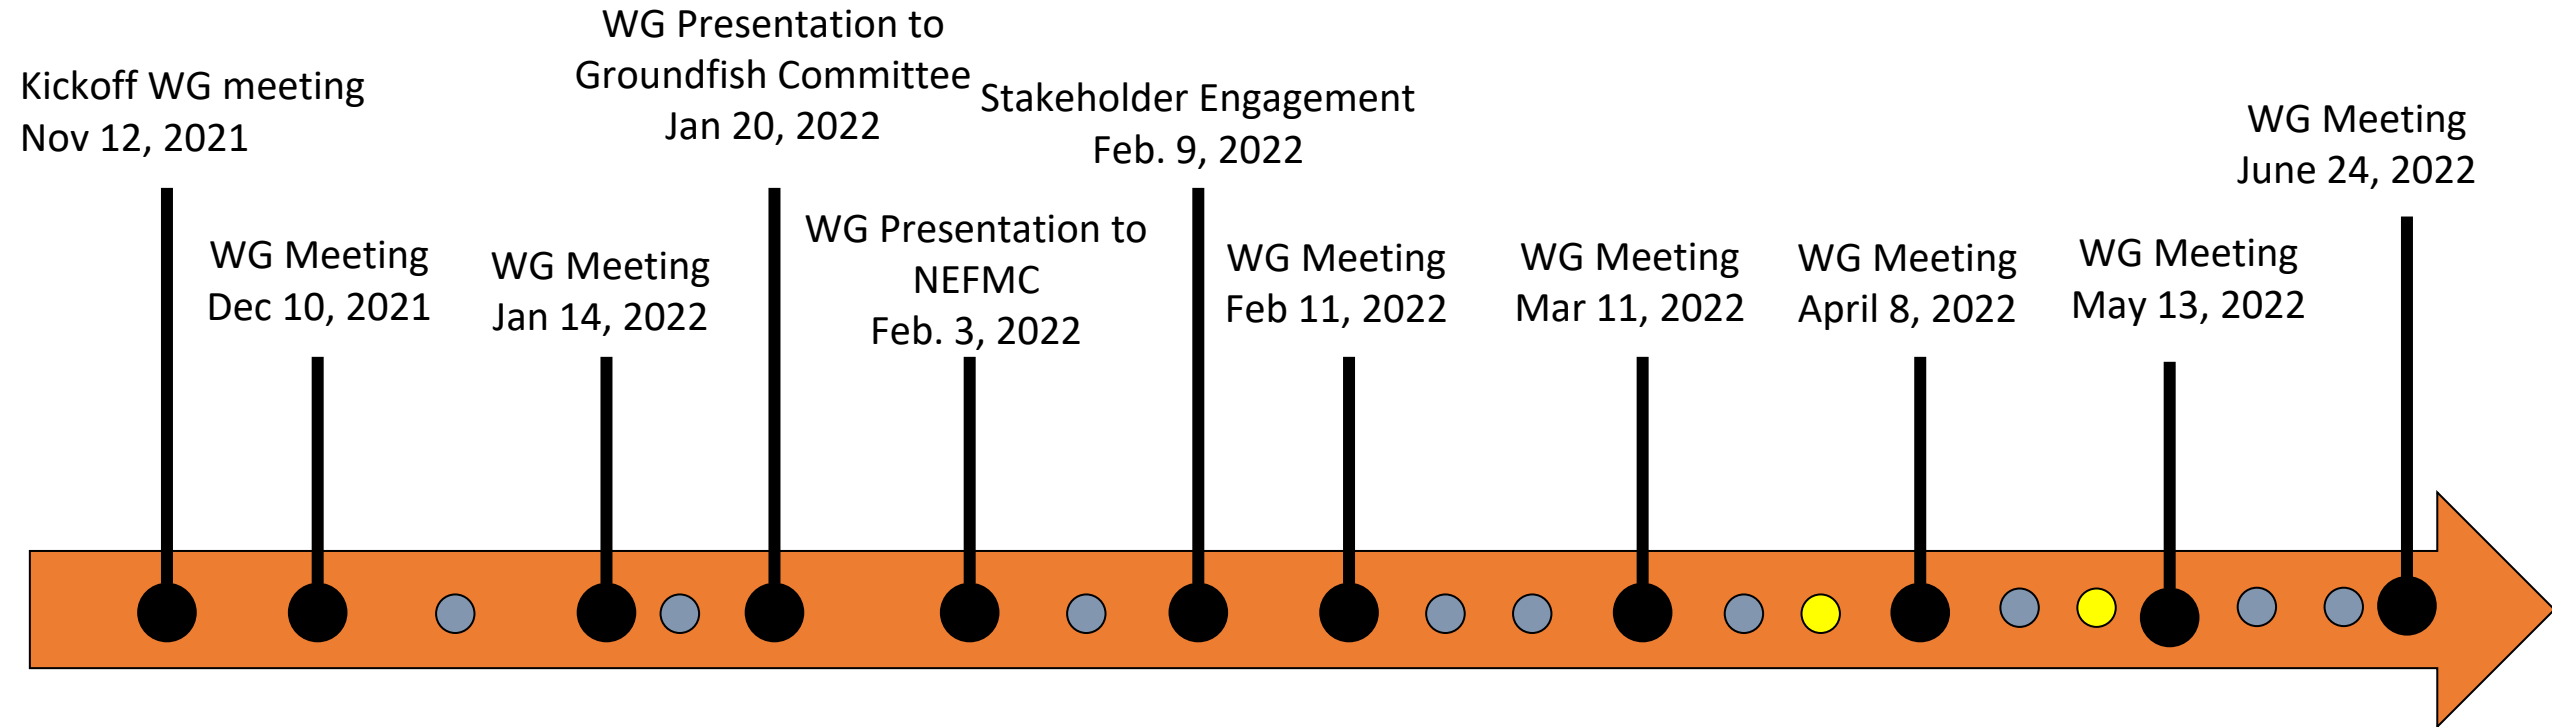 Kickoff WG meeting
Nov 12, 2021
WG Meeting
Dec 10, 2021
WG Meeting
Jan 14, 2022
WG Presentation to
Groundfish Committee
Jan 20, 2022
WG Presentation to
NEFMC
Feb. 3, 2022
Stakeholder Engagement
Feb. 9, 2022
WG Meeting
Feb 11, 2022
WG Meeting
Mar 11, 2022
WG Meeting
April 8, 2022
WG Meeting
May 13, 2022
WG Meeting
June 24, 2022